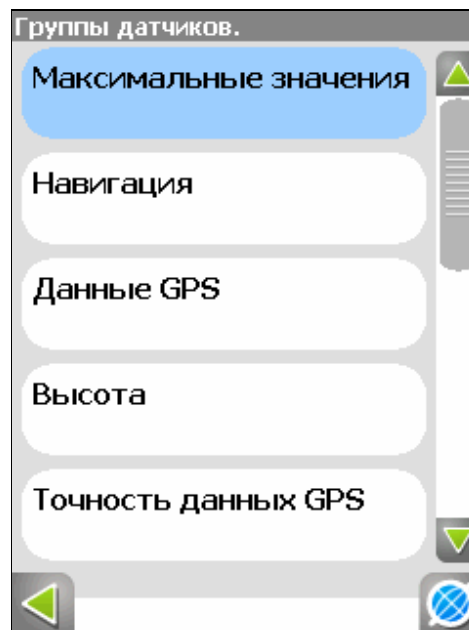 Группы датчиков.
Максимальные значения
Навигация
Данные GPS
Высота
Точность данных GPS